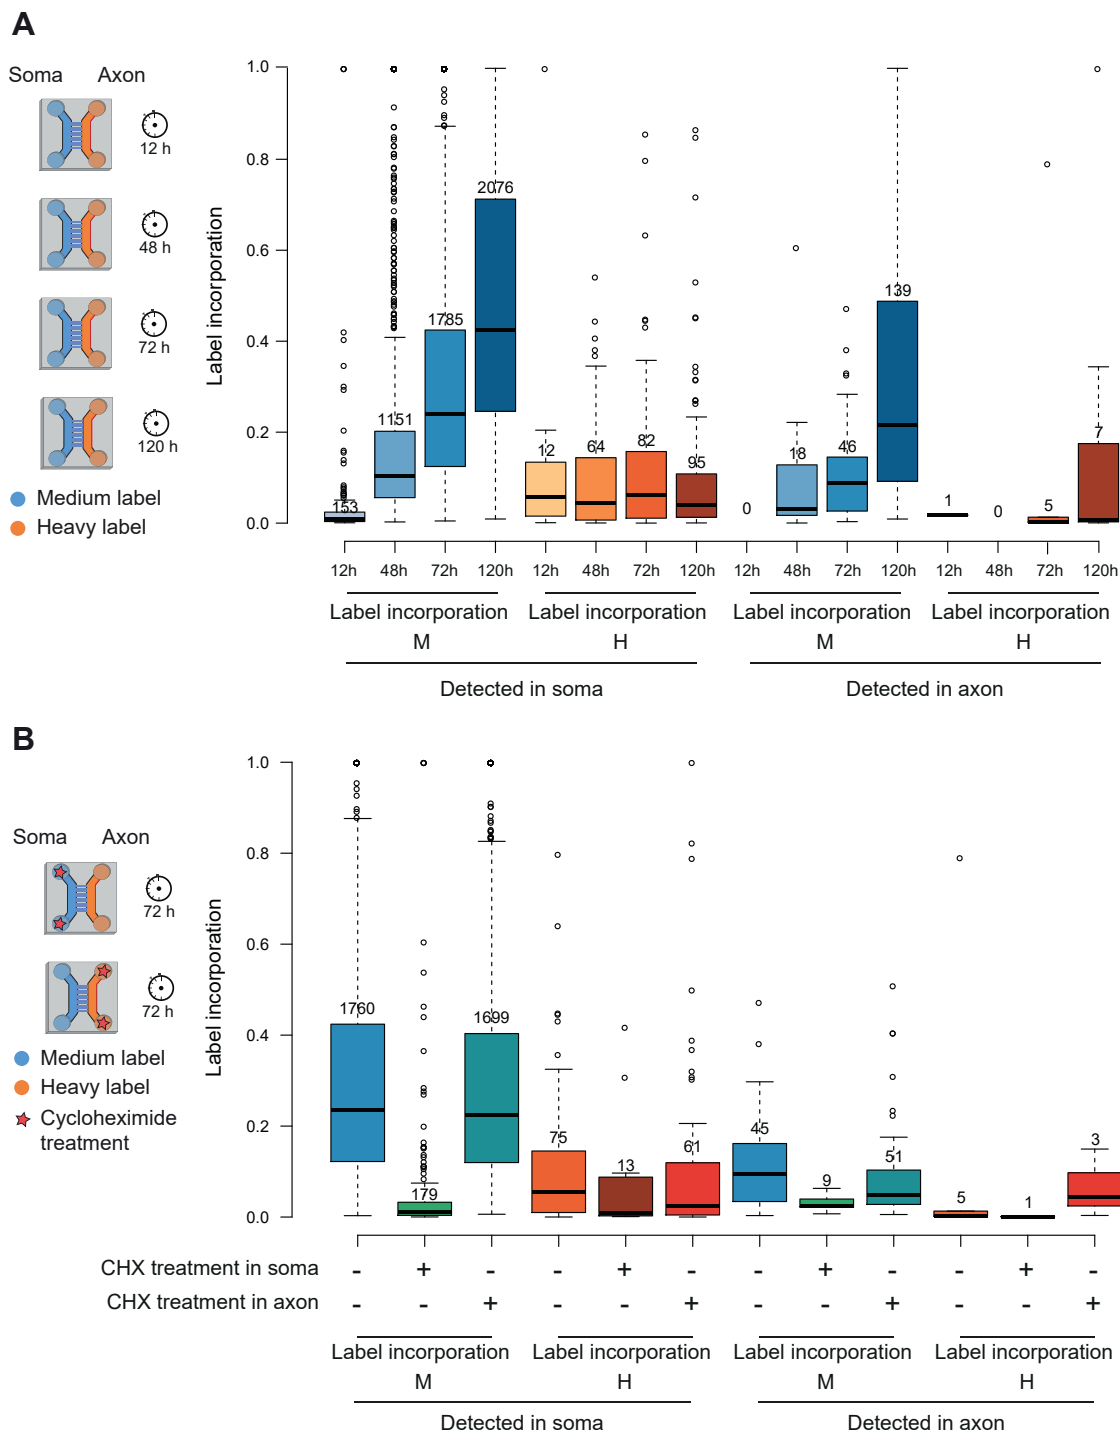 A
Soma Axon
12 h
48 h
72 h
120 h
Medium label
Heavy label
Label incorporation
1.0
0.8
0.6
0.4
0.2
0.0
153
1151
1785
2076
12
64
82
95
0
18
46
139
1
0
5
7
12h 48h 72h 120h 12h 48h 72h 120h 12h 48h 72h 120h 12h 48h 72h 120h
Label incorporation Label incorporation Label incorporation Label incorporation
M H M H
Detected in soma Detected in axon
B
Soma Axon
72 h
72 h
Medium label
Heavy label
Cycloheximide
treatment
Label incorporation
1.0
0.8
0.6
0.4
0.2
0.0
1760
179
1699
75
13
61
45
9
51
5
1
3
CHX treatment in soma - + - - + - - + - - + -
CHX treatment in axon - - + - - + - - + - - +
Label incorporation Label incorporation Label incorporation Label incorporation
M H M H
Detected in soma Detected in axon